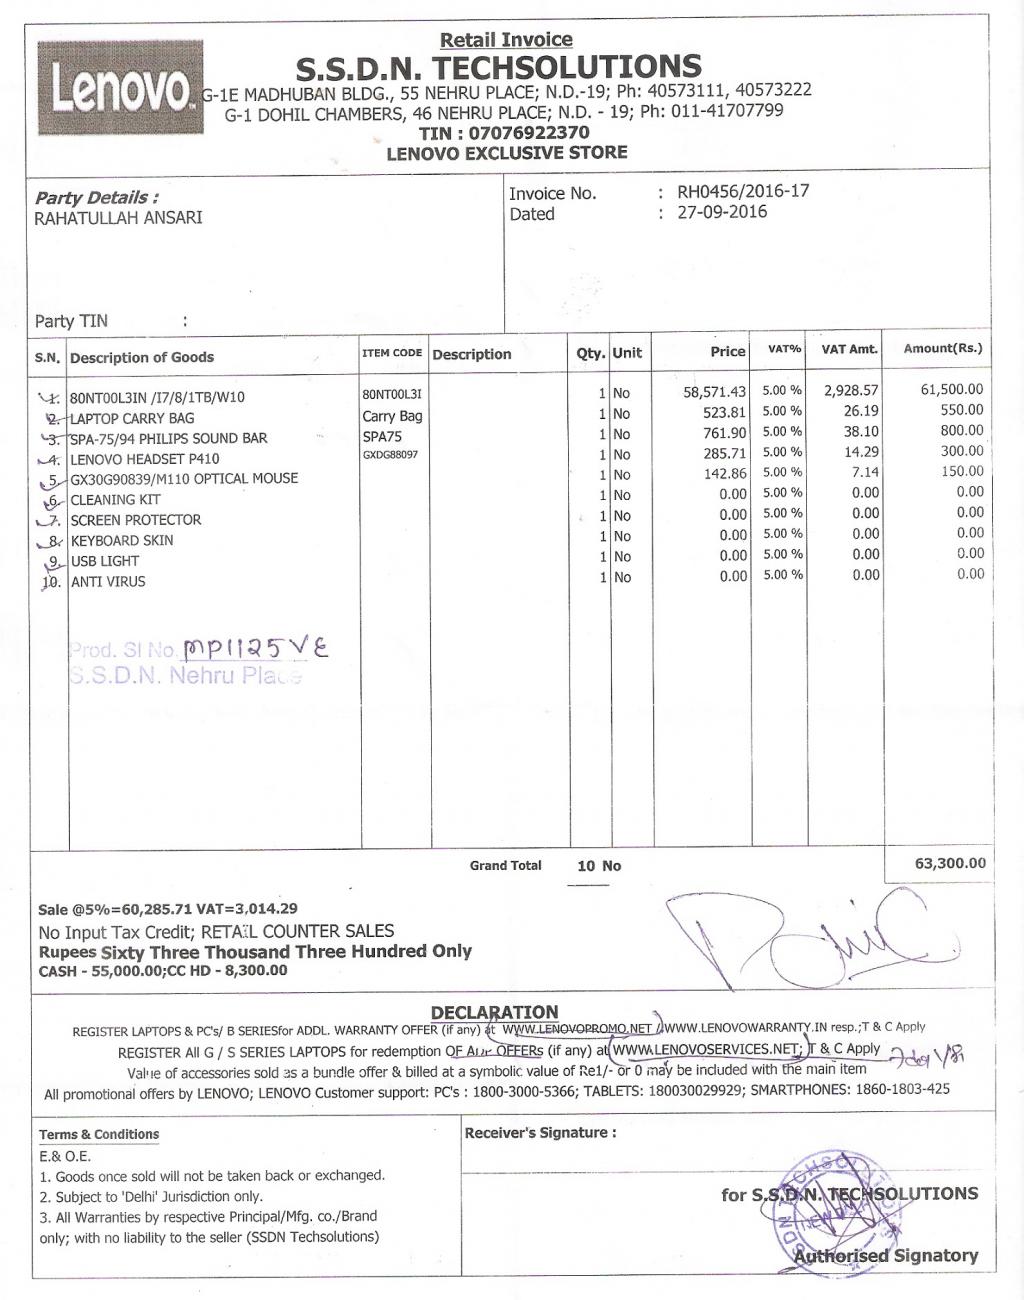 Retail Invoice
Lenovo
S.S.D.N. TECHSOLUTIONS
G-1E MADHUBAN BLDG., 55 NEHRU PLACE; N.D.-19; Ph: 40573111, 40573222
G-1 DOHIL CHAMBERS, 46 NEHRU PLACE; N.D. - 19; Ph: 011-41707799
TIN : 07076922370
LENOVO EXCLUSIVE STORE
Party Details :
RAHATULLAH ANSARI
Party TIN :
Invoice No. : RH0456/2016-17
Dated : 27-09-2016
S.N. Description of Goods ITEM CODE Description Qty. Unit Price VAT% VAT Amt. Amount(Rs.)
1. 80NT00L3IN /I7/8/1TB/W10 80NT00L3I 1 No 58,571.43 5.00 % 2,928.57 61,500.00
2. LAPTOP CARRY BAG Carry Bag 1 No 523.81 5.00 % 26.19 550.00
3. SPA-75/94 PHILIPS SOUND BAR SPA75 1 No 761.90 5.00 % 38.10 800.00
4. LENOVO HEADSET P410 GXDG88097 1 No 285.71 5.00 % 14.29 300.00
5. GX30G90839/M110 OPTICAL MOUSE 1 No 142.86 5.00 % 7.14 150.00
6. CLEANING KIT 1 No 0.00 5.00 % 0.00 0.00
7. SCREEN PROTECTOR 1 No 0.00 5.00 % 0.00 0.00
8. KEYBOARD SKIN 1 No 0.00 5.00 % 0.00 0.00
9. USB LIGHT 1 No 0.00 5.00 % 0.00 0.00
10. ANTI VIRUS 1 No 0.00 5.00 % 0.00 0.00
Prod. Sl No. MP1125VE
S.S.D.N. Nehru Place
Grand Total 10 No 63,300.00
Sale @5%=60,285.71 VAT=3,014.29
No Input Tax Credit; RETAIL COUNTER SALES
Rupees Sixty Three Thousand Three Hundred Only
CASH - 55,000.00;CC HD - 8,300.00
DECLARATION
REGISTER LAPTOPS & PC's/ B SERIESfor ADDL. WARRANTY OFFER (if any) at WWW.LENOVOPROMO.NET / WWW.LENOVOWARRANTY.IN resp.;T & C Apply
REGISTER All G / S SERIES LAPTOPS for redemption OF OFFERs (if any) at WWW.LENOVOSERVICES.NET; T & C Apply
Value of accessories sold as a bundle offer & billed at a symbolic value of Re1/- or 0 may be included with the main item
All promotional offers by LENOVO; LENOVO Customer support: PC's : 1800-3000-5366; TABLETS: 180030029929; SMARTPHONES: 1860-1803-425
Terms & Conditions
E.& O.E.
1. Goods once sold will not be taken back or exchanged.
2. Subject to 'Delhi' Jurisdiction only.
3. All Warranties by respective Principal/Mfg. co./Brand
only; with no liability to the seller (SSDN Techsolutions)
Receiver's Signature :
for S.S.D.N. TECHSOLUTIONS
SSDN TECHSOLUTIONS
Authorised Signatory